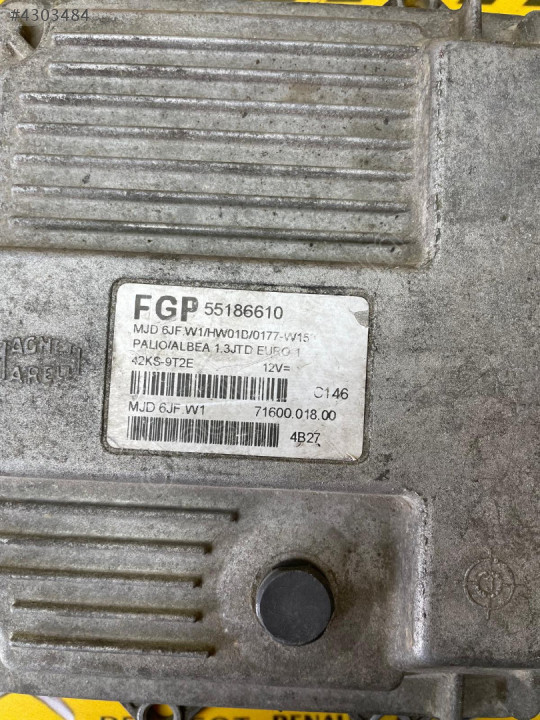 #4303484
FGP 55186610
MJD 6JF.W1/HW01D/0177-W15
PALIO/ALBEA 1.3JTD EURO
42KS-9T2E 12V=
C146
MJD 6JF.W1 71600.018.00
4B27